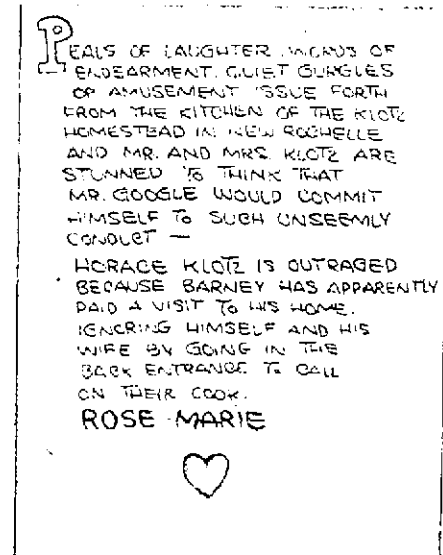 PEALS OF LAUGHTER, WORDS OF
ENDEARMENT, QUIET GURGLES
OF AMUSEMENT ISSUE FORTH
FROM THE KITCHEN OF THE KLOTZ
HOMESTEAD IN NEW ROCHELLE
AND MR. AND MRS. KLOTZ ARE
STUNNED TO THINK THAT
MR. GOOGLE WOULD COMMIT
HIMSELF TO SUCH UNSEEMLY
CONDUCT —
HORACE KLOTZ IS OUTRAGED
BECAUSE BARNEY HAS APPARENTLY
PAID A VISIT TO HIS HOME.
IGNORING HIMSELF AND HIS
WIFE BY GOING IN THE
BACK ENTRANCE TO CALL
ON THEIR COOK.
ROSE MARIE